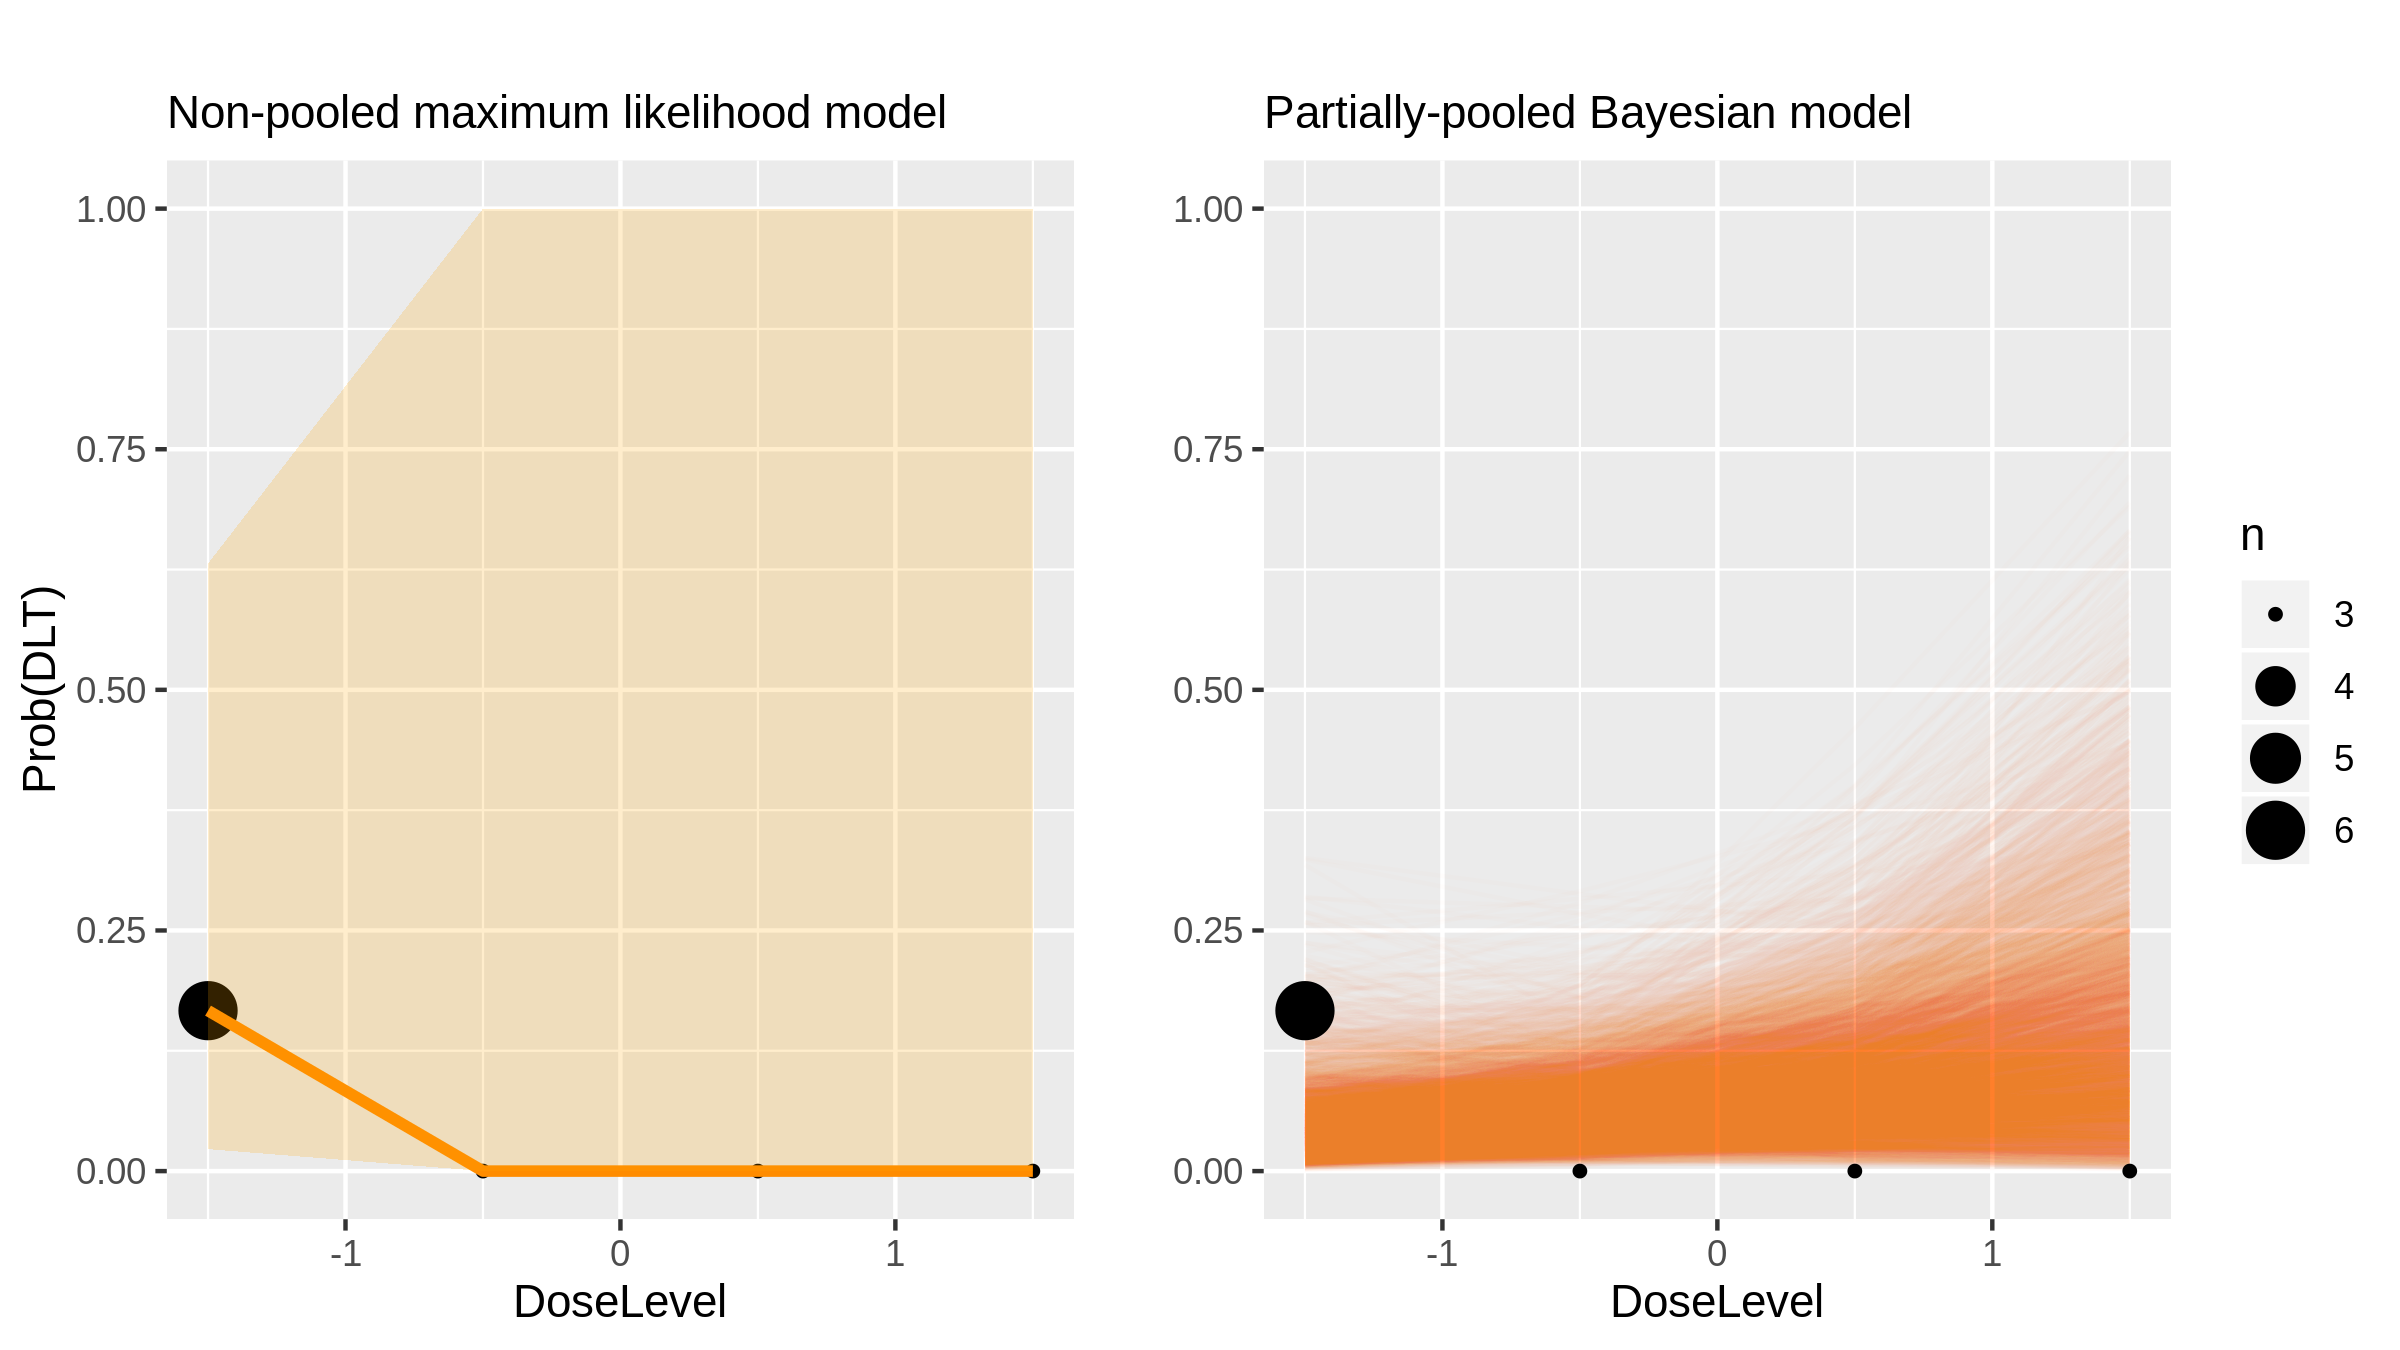 Non-pooled maximum likelihood model
Prob(DLT)
1.00
0.75
0.50
0.25
0.00
-1 0 1
DoseLevel
Partially-pooled Bayesian model
1.00
0.75
0.50
0.25
0.00
-1 0 1
DoseLevel
n
3
4
5
6